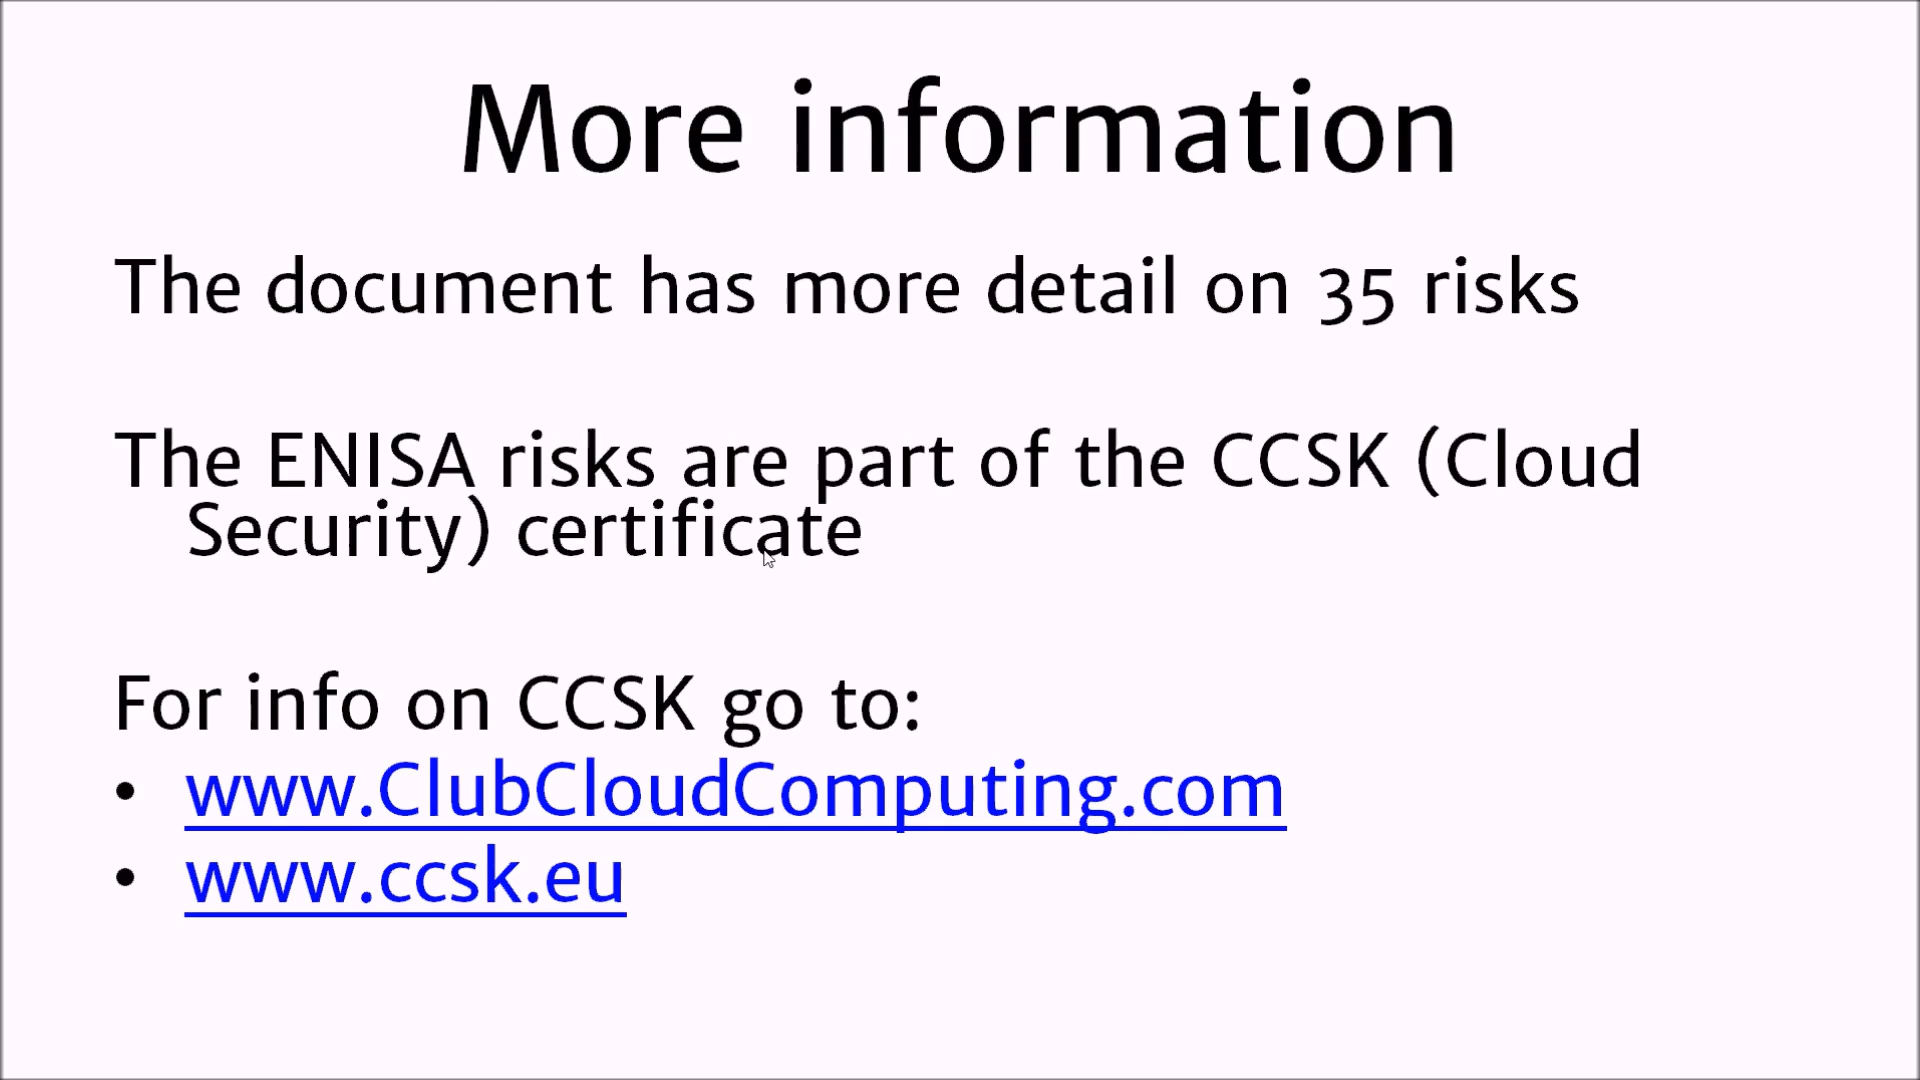 More information
The document has more detail on 35 risks
The ENISA risks are part of the CCSK (Cloud
Security) certificate
For info on CCSK go to:
• www.ClubCloudComputing.com
• www.ccsk.eu